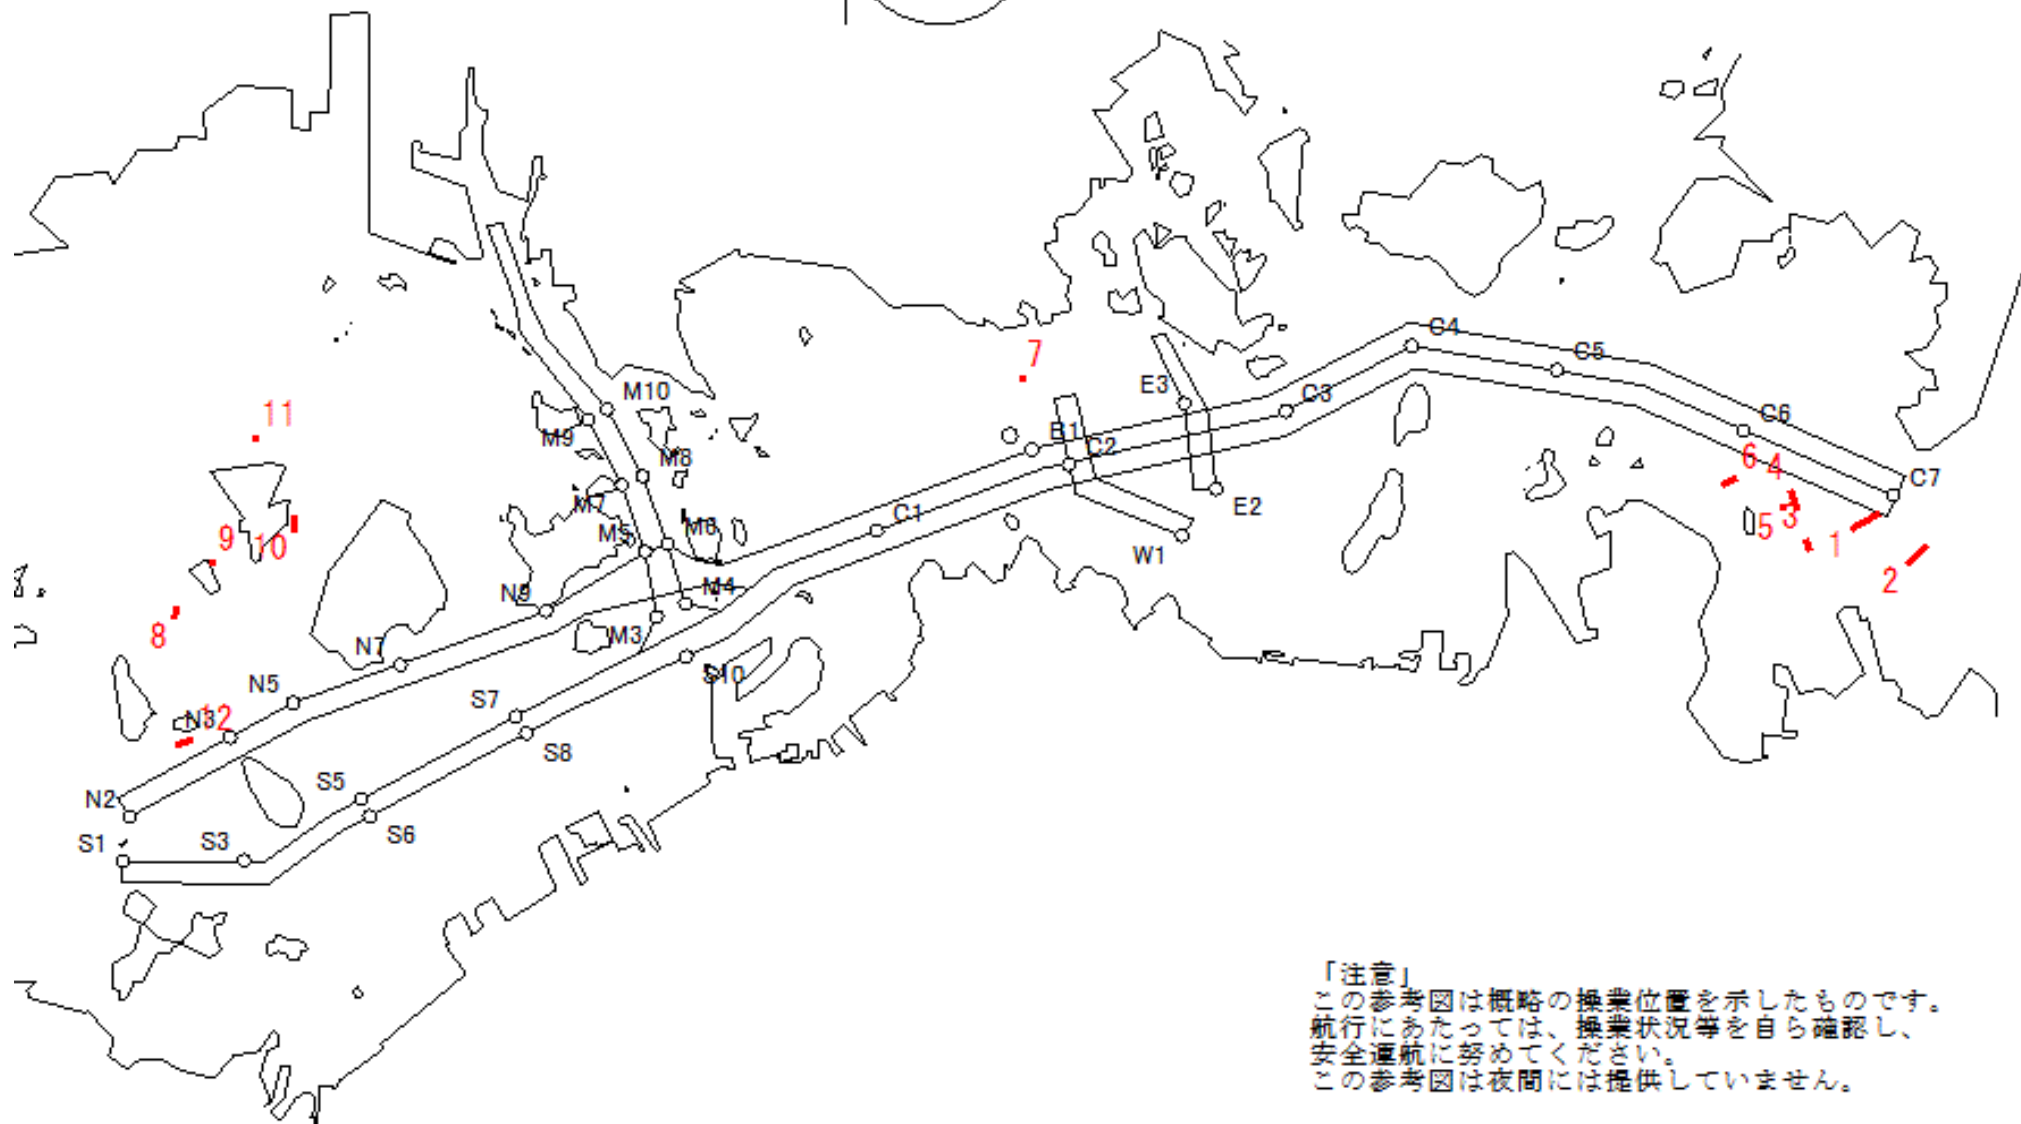 C4
C5
7
E3
M10
C3
11
B1
C6
M9
C2
M8
6
4
C7
M7
E2
3
M5
M6
C1
5
9
10
1
W1
2
N9
M4
8
M3
N7
S10
N5
N3
12
S7
S8
S5
N2
S6
S1
S3
「注意」
この参考図は概略の操業位置を示したものです。
航行にあたっては、操業状況等を自ら確認し、
安全運航に努めてください。
この参考図は夜間には提供していません。